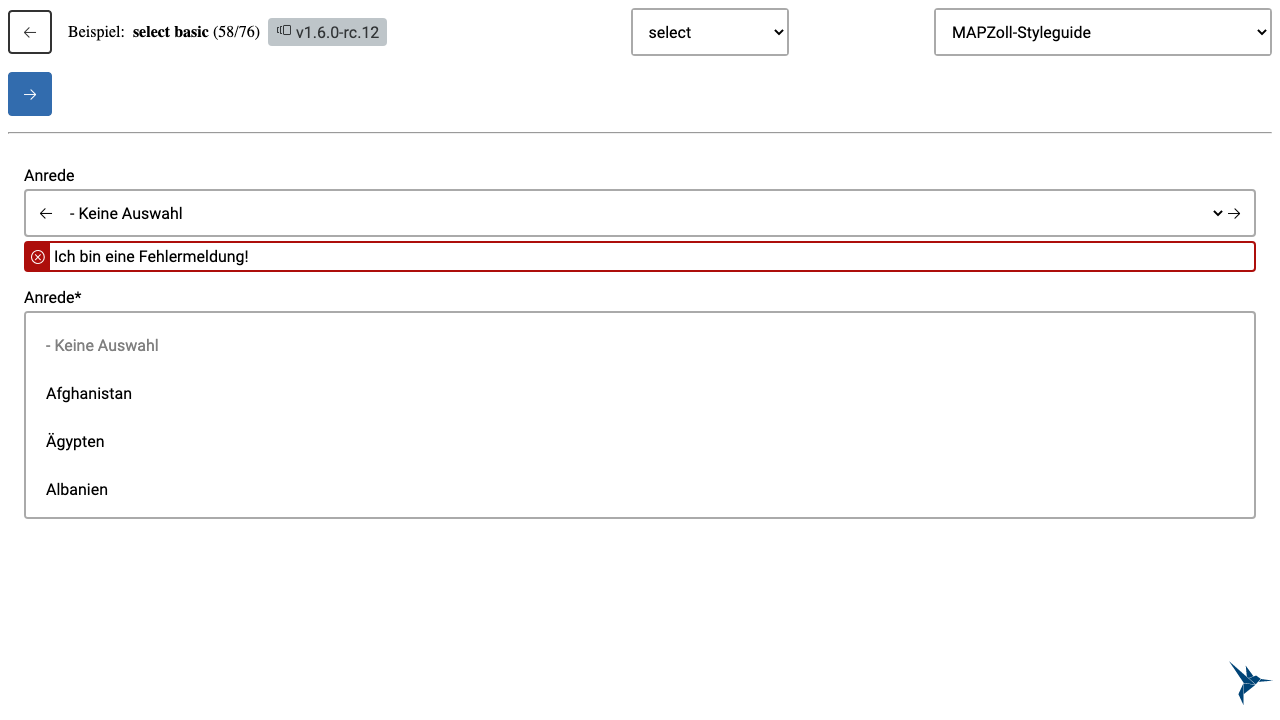 Beispiel: select basic (58/76) v1.6.0-rc.12 select MAPZoll-Styleguide
Anrede
- Keine Auswahl
Ich bin eine Fehlermeldung!
Anrede*
- Keine Auswahl
Afghanistan
Ägypten
Albanien